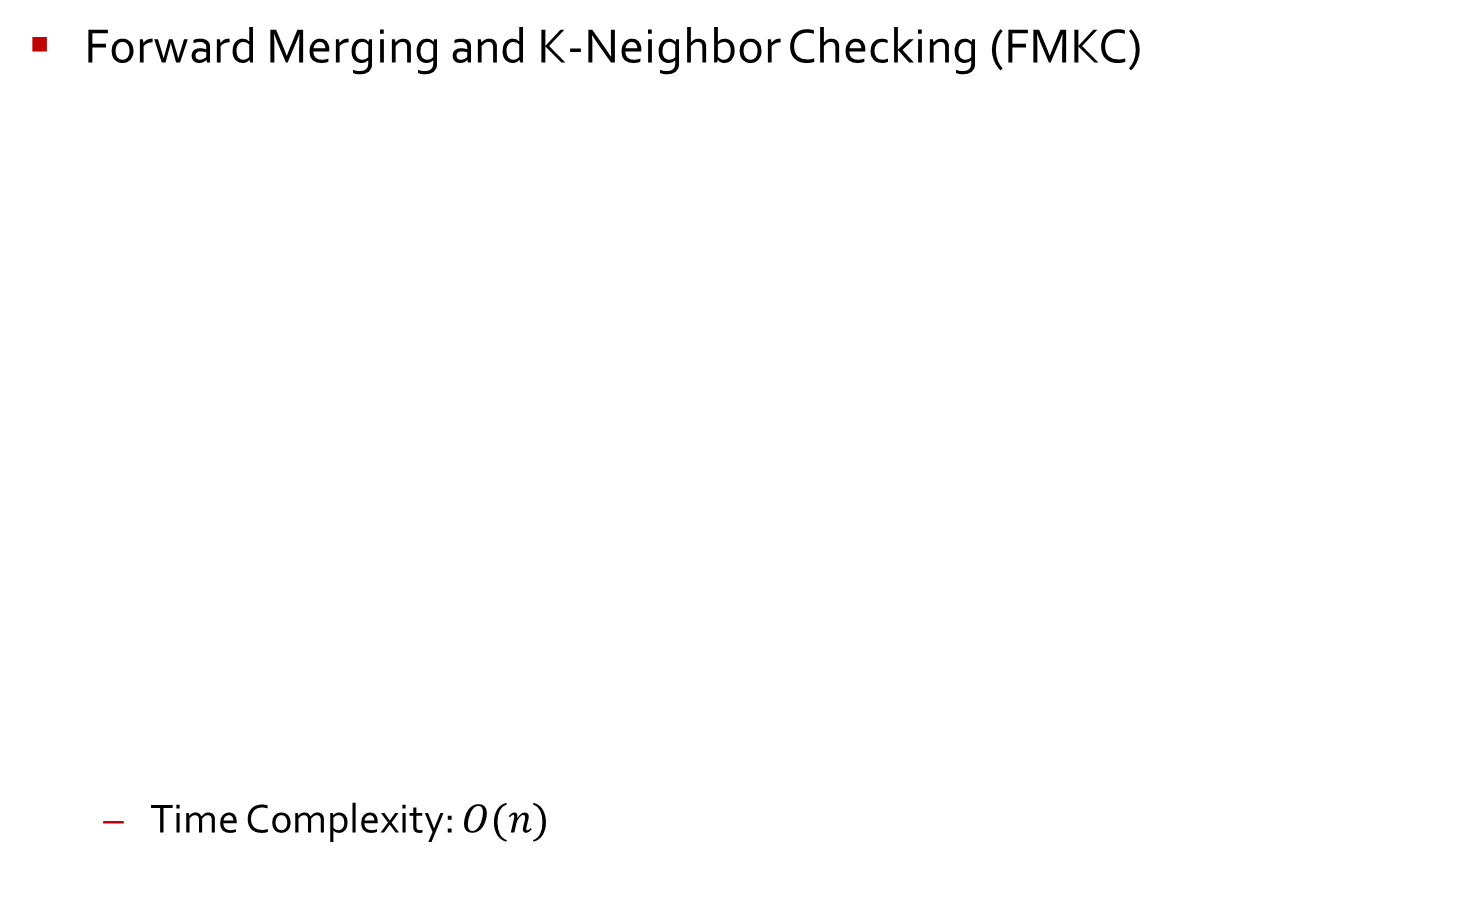 ▪ Forward Merging and K-Neighbor Checking (FMKC)
– Time Complexity: 𝑂(𝑛)